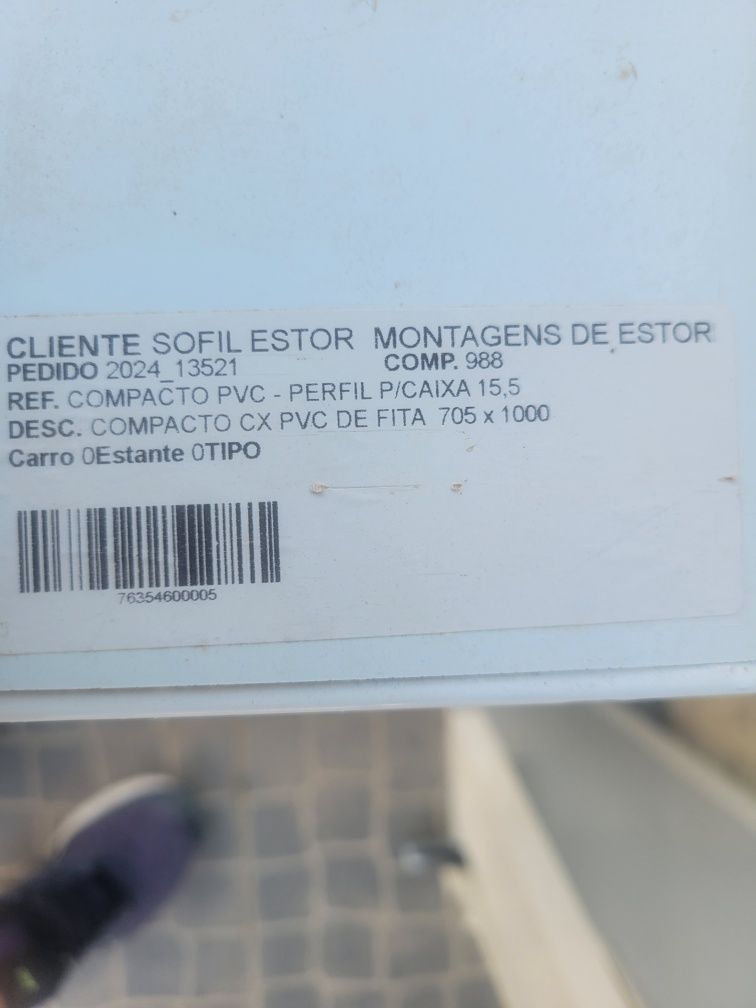 CLIENTE SOFIL ESTOR MONTAGENS DE ESTOR
PEDIDO 2024_13521 COMP. 988
REF. COMPACTO PVC - PERFIL P/CAIXA 15,5
DESC. COMPACTO CX PVC DE FITA 705 x 1000
Carro 0Estante 0TIPO
76354600005